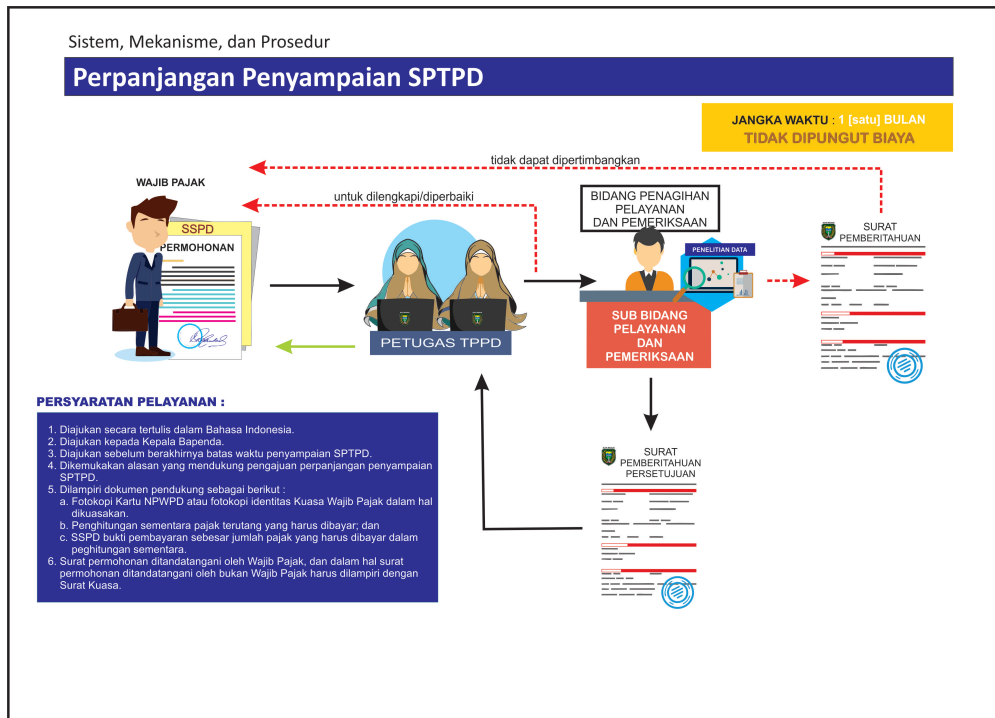 Sistem, Mekanisme, dan Prosedur
Perpanjangan Penyampaian SPTPD
JANGKA WAKTU : 1 [satu] BULAN
TIDAK DIPUNGUT BIAYA
tidak dapat dipertimbangkan
WAJIB PAJAK
untuk dilengkapi/diperbaiki
BIDANG PENAGIHAN
PELAYANAN
DAN PEMERIKSAAN
SSPD
PERMOHONAN
PENELITIAN DATA
SURAT
PEMBERITAHUAN
PETUGAS TPPD
SUB BIDANG
PELAYANAN
DAN
PEMERIKSAAN
PERSYARATAN PELAYANAN :
1. Diajukan secara tertulis dalam Bahasa Indonesia.
2. Diajukan kepada Kepala Bapenda.
3. Diajukan sebelum berakhirnya batas waktu penyampaian SPTPD.
4. Dikemukakan alasan yang mendukung pengajuan perpanjangan penyampaian
SPTPD.
5. Dilampiri dokumen pendukung sebagai berikut :
a. Fotokopi Kartu NPWPD atau fotokopi identitas Kuasa Wajib Pajak dalam hal
dikuasakan.
b. Penghitungan sementara pajak terutang yang harus dibayar; dan
c. SSPD bukti pembayaran sebesar jumlah pajak yang harus dibayar dalam
peghitungan sementara.
6. Surat permohonan ditandatangani oleh Wajib Pajak, dan dalam hal surat
permohonan ditandatangani oleh bukan Wajib Pajak harus dilampiri dengan
Surat Kuasa.
SURAT
PEMBERITAHUAN
PERSETUJUAN